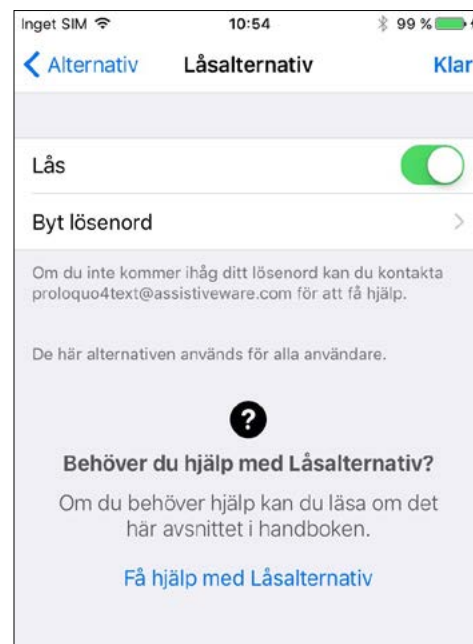 Inget SIM 10:54 99 %
Alternativ Låsalternativ Klar
Lås
Byt lösenord
Om du inte kommer ihåg ditt lösenord kan du kontakta
proloquo4text@assistiveware.com för att få hjälp.
De här alternativen används för alla användare.
?
Behöver du hjälp med Låsalternativ?
Om du behöver hjälp kan du läsa om det
här avsnittet i handboken.
Få hjälp med Låsalternativ